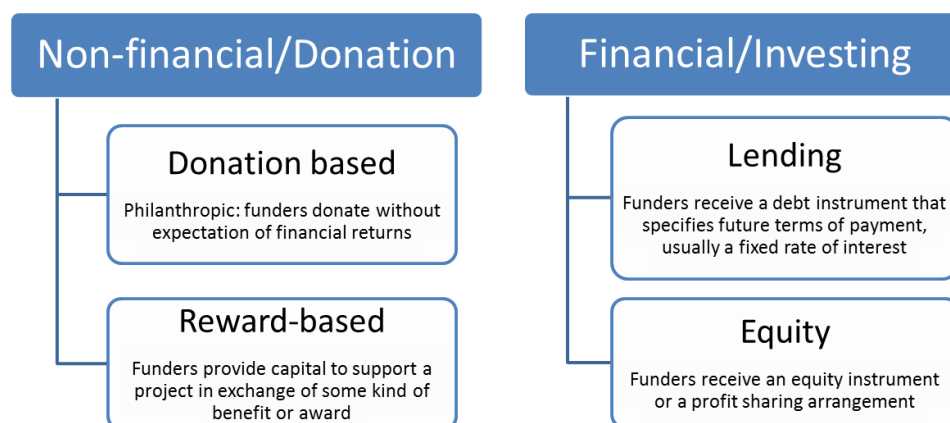 Non-financial/Donation
Donation based
Philanthropic: funders donate without
expectation of financial returns
Reward-based
Funders provide capital to support a
project in exchange of some kind of
benefit or award
Financial/Investing
Lending
Funders receive a debt instrument that
specifies future terms of payment,
usually a fixed rate of interest
Equity
Funders receive an equity instrument
or a profit sharing arrangement